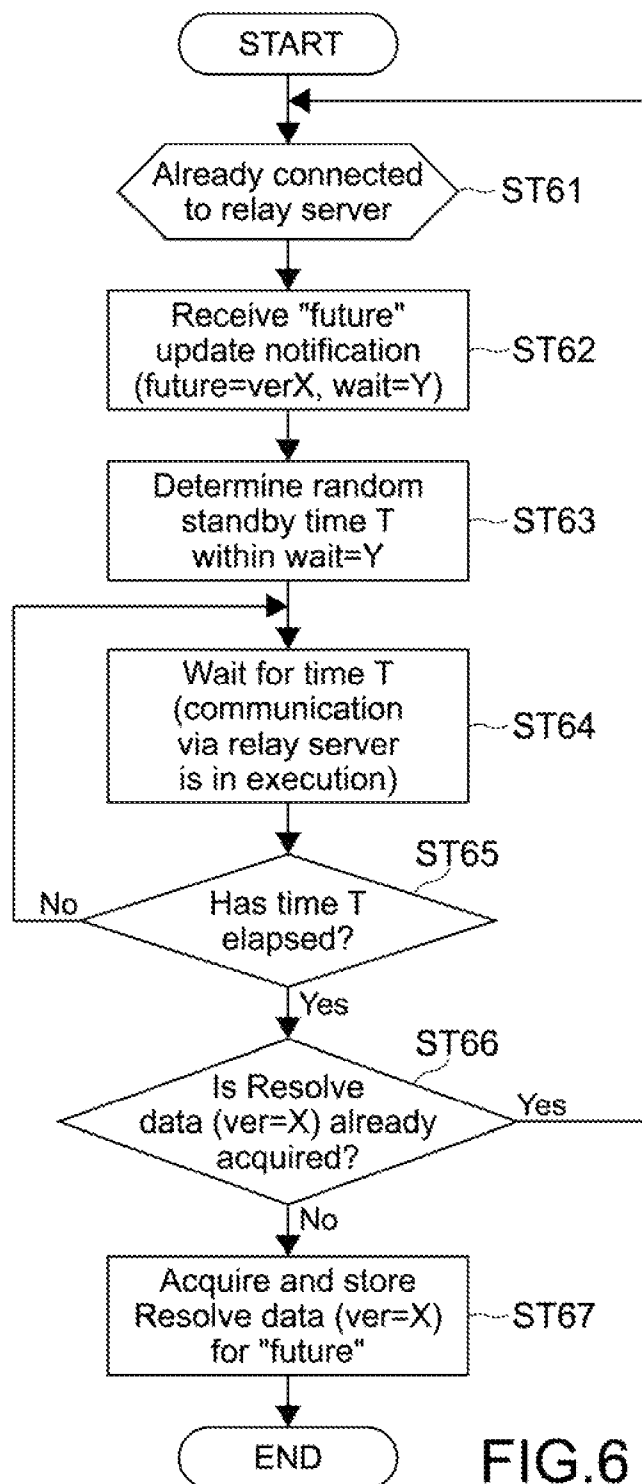 START
Already connected
to relay server
ST61
Receive "future"
update notification
(future=verX, wait=Y)
ST62
Determine random
standby time T
within wait=Y
ST63
Wait for time T
(communication
via relay server
is in execution)
ST64
ST65
No
Has time T
elapsed?
Yes
ST66
Is Resolve
data (ver=X) already
acquired?
Yes
No
Acquire and store
Resolve data (ver=X)
for "future"
ST67
END
FIG.6